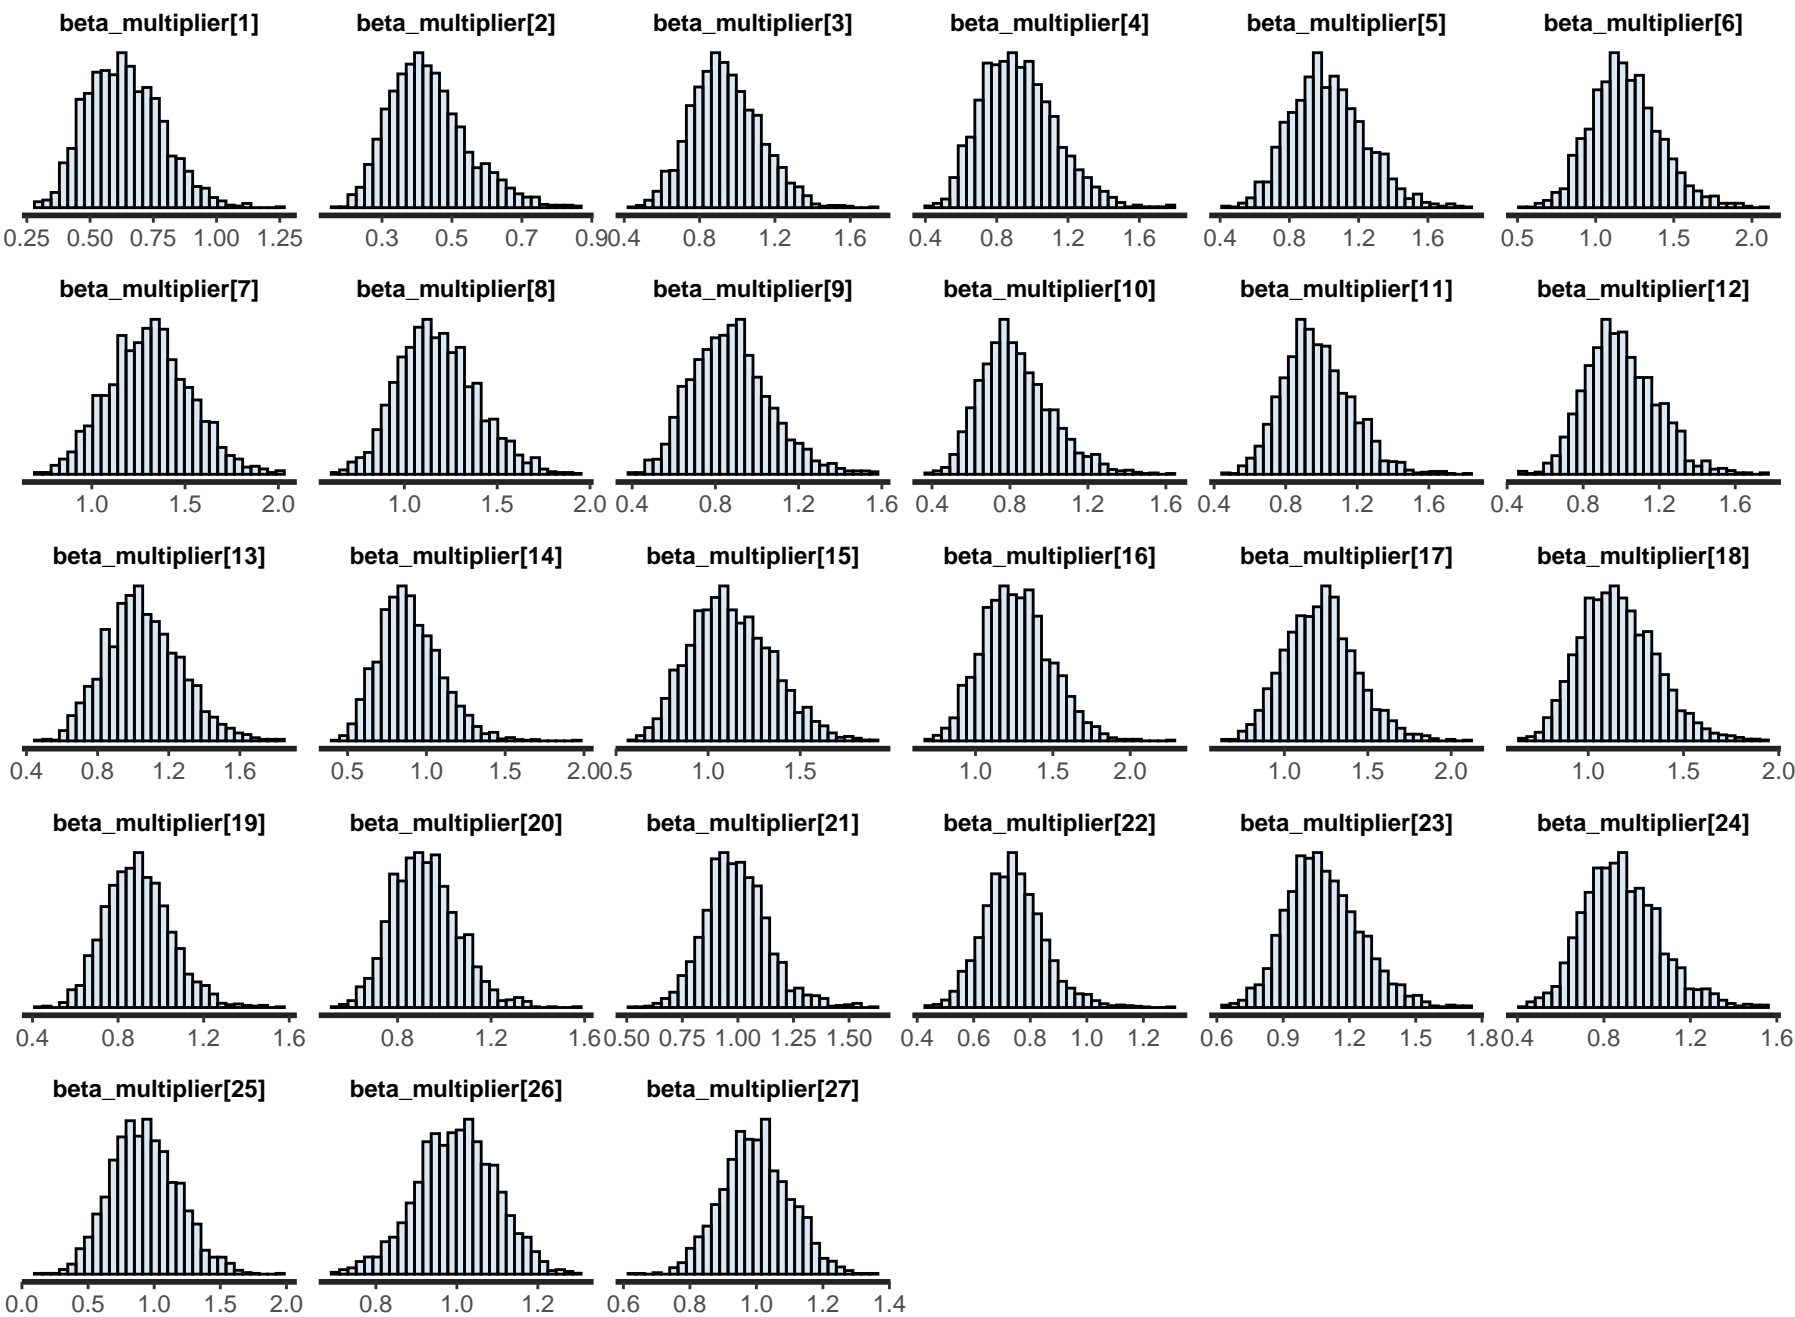 beta_multiplier[1] beta_multiplier[2] beta_multiplier[3] beta_multiplier[4] beta_multiplier[5] beta_multiplier[6]
0.25 0.50 0.75 1.00 1.25 0.3 0.5 0.7 0.9 0.4 0.8 1.2 1.6 0.4 0.8 1.2 1.6 0.4 0.8 1.2 1.6 0.5 1.0 1.5 2.0
beta_multiplier[7] beta_multiplier[8] beta_multiplier[9] beta_multiplier[10] beta_multiplier[11] beta_multiplier[12]
1.0 1.5 2.0 1.0 1.5 2.0 0.4 0.8 1.2 1.6 0.4 0.8 1.2 1.6 0.4 0.8 1.2 1.6 0.4 0.8 1.2 1.6
beta_multiplier[13] beta_multiplier[14] beta_multiplier[15] beta_multiplier[16] beta_multiplier[17] beta_multiplier[18]
0.4 0.8 1.2 1.6 0.5 1.0 1.5 2.0 0.5 1.0 1.5 1.0 1.5 2.0 1.0 1.5 2.0 1.0 1.5 2.0
beta_multiplier[19] beta_multiplier[20] beta_multiplier[21] beta_multiplier[22] beta_multiplier[23] beta_multiplier[24]
0.4 0.8 1.2 1.6 0.8 1.2 1.6 0.50 0.75 1.00 1.25 1.50 0.4 0.6 0.8 1.0 1.2 0.6 0.9 1.2 1.5 1.8 0.4 0.8 1.2 1.6
beta_multiplier[25] beta_multiplier[26] beta_multiplier[27]
0.0 0.5 1.0 1.5 2.0 0.8 1.0 1.2 0.6 0.8 1.0 1.2 1.4